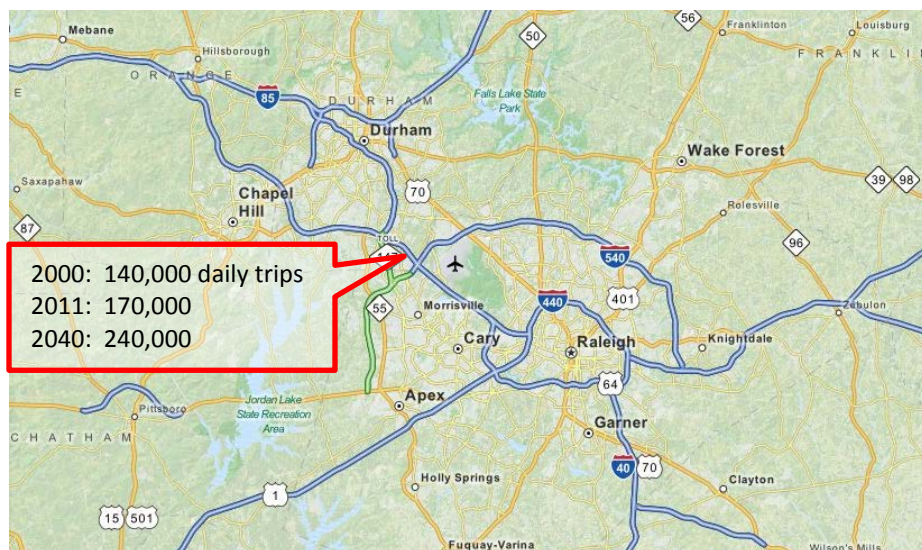 Mebane
Hillsborough
ORANGE
E
85
DURHAM
Durham
50
56
Franklinton
Louisburg
FRANKLIN
Falls Lake State
Park
Wake Forest
39
98
Saxapahaw
87
Chapel
Hill
70
Rolesville
96
TOLL
147
540
2000: 140,000 daily trips
2011: 170,000
2040: 240,000
55
Morrisville
440
401
Zebulon
Cary
Raleigh
Knightdale
64
Pittsboro
Jordan Lake
State Recreation
Area
Apex
CHATHAM
Garner
40
70
Holly Springs
Clayton
1
15
501
Fuquay-Varina
Wilson's Mills